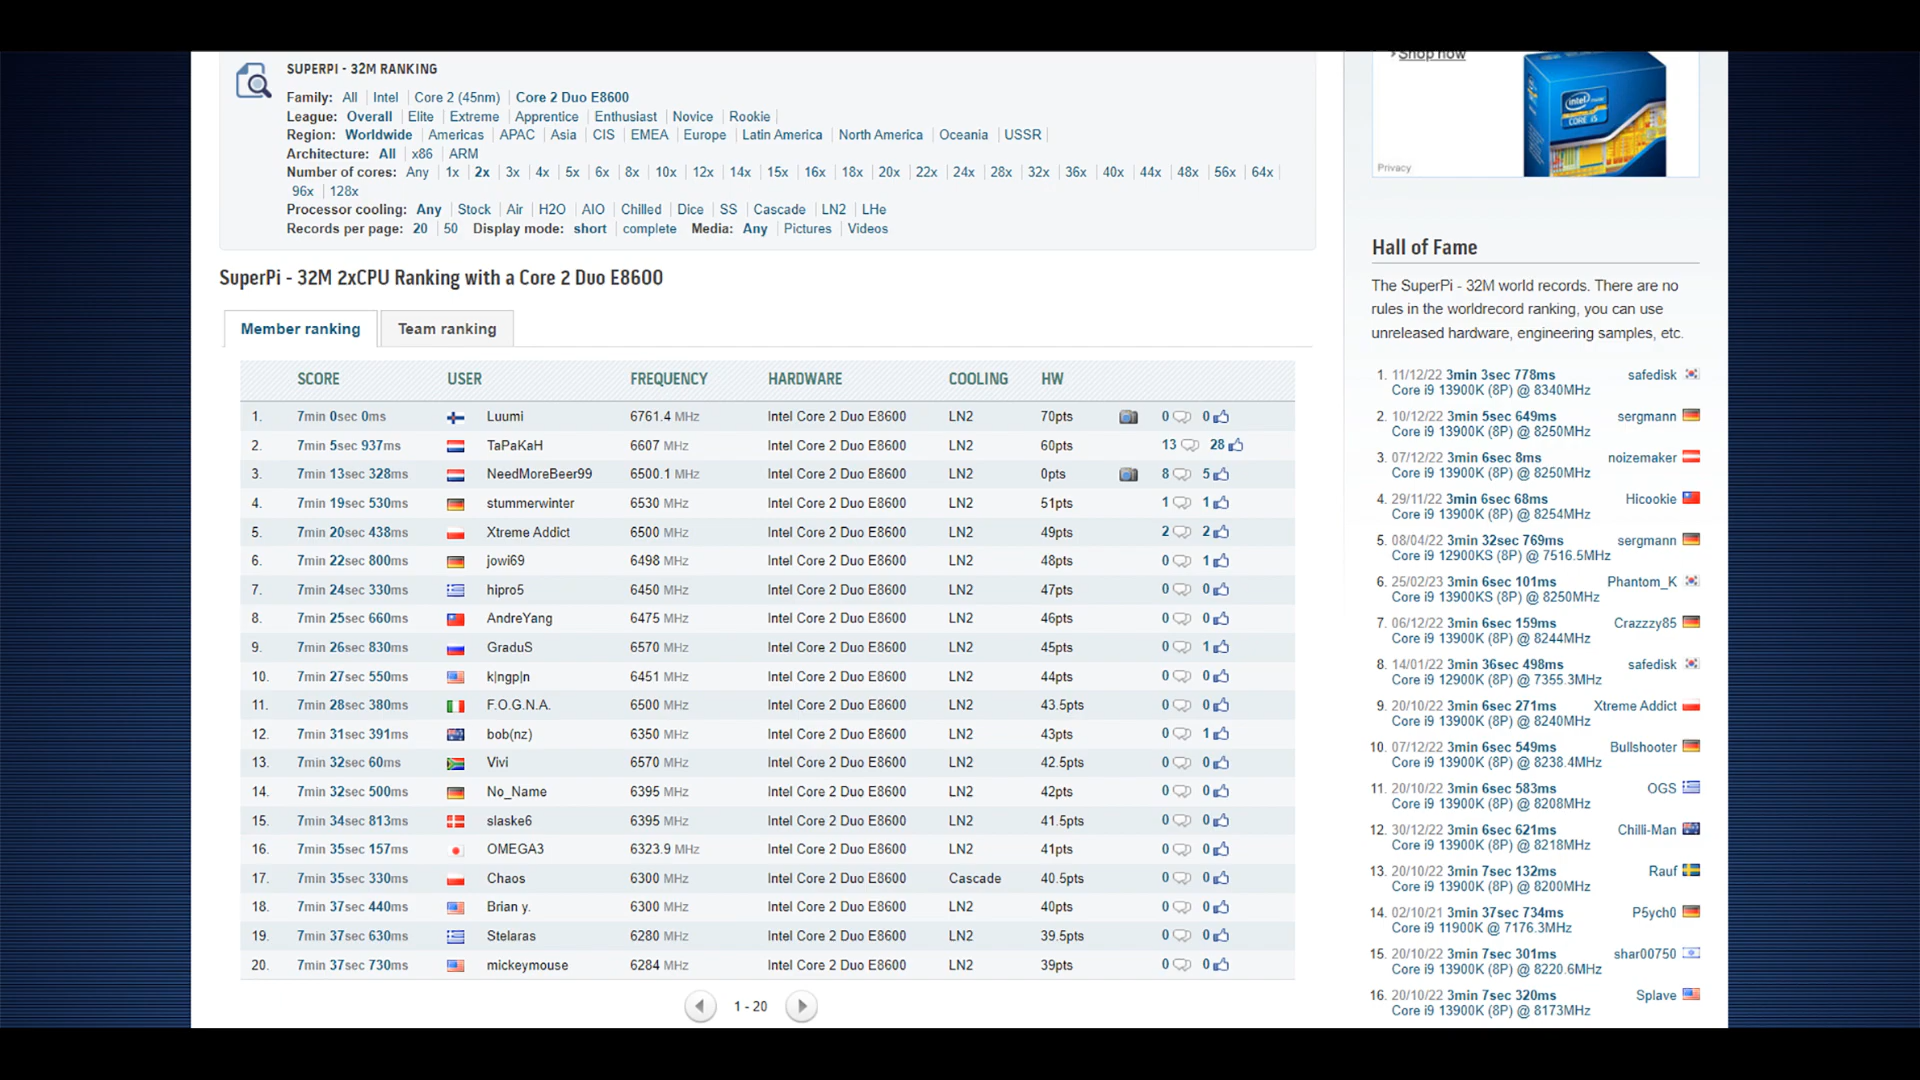 SUPERPI - 32M RANKING
Family: All Intel Core 2 (45nm) Core 2 Duo E8600
League: Overall Elite Extreme Apprentice Enthusiast Novice Rookie
Region: Worldwide Americas APAC Asia CIS EMEA Europe Latin America North America Oceania USSR
Architecture: All x86 ARM
Number of cores: Any 1x 2x 3x 4x 5x 6x 8x 10x 12x 14x 15x 16x 18x 20x 22x 24x 28x 32x 36x 40x 44x 48x 56x 64x
96x 128x
Processor cooling: Any Stock Air H2O AIO Chilled Dice SS Cascade LN2 LHe
Records per page: 20 50 Display mode: short complete Media: Any Pictures Videos
SuperPi - 32M 2xCPU Ranking with a Core 2 Duo E8600
Member ranking Team ranking
SCORE USER FREQUENCY HARDWARE COOLING HW
1. 7min 0sec 0ms Luumi 6761.4 MHz Intel Core 2 Duo E8600 LN2 70pts 0 0
2. 7min 5sec 937ms TaPaKaH 6607 MHz Intel Core 2 Duo E8600 LN2 60pts 13 28
3. 7min 13sec 328ms NeedMoreBeer99 6500.1 MHz Intel Core 2 Duo E8600 LN2 0pts 8 5
4. 7min 19sec 530ms stummerwinter 6530 MHz Intel Core 2 Duo E8600 LN2 51pts 1 1
5. 7min 20sec 438ms Xtreme Addict 6500 MHz Intel Core 2 Duo E8600 LN2 49pts 2 2
6. 7min 22sec 800ms jowi69 6498 MHz Intel Core 2 Duo E8600 LN2 48pts 0 1
7. 7min 24sec 330ms hipro5 6450 MHz Intel Core 2 Duo E8600 LN2 47pts 0 0
8. 7min 25sec 660ms AndreYang 6475 MHz Intel Core 2 Duo E8600 LN2 46pts 0 0
9. 7min 26sec 830ms GraduS 6570 MHz Intel Core 2 Duo E8600 LN2 45pts 0 1
10. 7min 27sec 550ms k|ngp|n 6451 MHz Intel Core 2 Duo E8600 LN2 44pts 0 0
11. 7min 28sec 380ms F.O.G.N.A. 6500 MHz Intel Core 2 Duo E8600 LN2 43.5pts 0 0
12. 7min 31sec 391ms bob(nz) 6350 MHz Intel Core 2 Duo E8600 LN2 43pts 0 1
13. 7min 32sec 60ms Vivi 6570 MHz Intel Core 2 Duo E8600 LN2 42.5pts 0 0
14. 7min 32sec 500ms No_Name 6395 MHz Intel Core 2 Duo E8600 LN2 42pts 0 0
15. 7min 34sec 813ms slaske6 6395 MHz Intel Core 2 Duo E8600 LN2 41.5pts 0 0
16. 7min 35sec 157ms OMEGA3 6323.9 MHz Intel Core 2 Duo E8600 LN2 41pts 0 0
17. 7min 35sec 330ms Chaos 6300 MHz Intel Core 2 Duo E8600 Cascade 40.5pts 0 0
18. 7min 37sec 440ms Brian y. 6300 MHz Intel Core 2 Duo E8600 LN2 40pts 0 0
19. 7min 37sec 630ms Stelaras 6280 MHz Intel Core 2 Duo E8600 LN2 39.5pts 0 0
20. 7min 37sec 730ms mickeymouse 6284 MHz Intel Core 2 Duo E8600 LN2 39pts 0 0
1 - 20
Shop now
intel
CORE i5
Privacy
Hall of Fame
The SuperPi - 32M world records. There are no
rules in the worldrecord ranking, you can use
unreleased hardware, engineering samples, etc.
1. 11/12/22 3min 3sec 778ms safedisk
Core i9 13900K (8P) @ 8340MHz
2. 10/12/22 3min 5sec 649ms sergmann
Core i9 13900K (8P) @ 8250MHz
3. 07/12/22 3min 6sec 8ms noizemaker
Core i9 13900K (8P) @ 8250MHz
4. 29/11/22 3min 6sec 68ms Hicookie
Core i9 13900K (8P) @ 8254MHz
5. 08/04/22 3min 32sec 769ms sergmann
Core i9 12900KS (8P) @ 7516.5MHz
6. 25/02/23 3min 6sec 101ms Phantom_K
Core i9 13900KS (8P) @ 8250MHz
7. 06/12/22 3min 6sec 159ms Crazzzy85
Core i9 13900K (8P) @ 8244MHz
8. 14/01/22 3min 36sec 498ms safedisk
Core i9 12900K (8P) @ 7355.3MHz
9. 20/10/22 3min 6sec 271ms Xtreme Addict
Core i9 13900K (8P) @ 8240MHz
10. 07/12/22 3min 6sec 549ms Bullshooter
Core i9 13900K (8P) @ 8238.4MHz
11. 20/10/22 3min 6sec 583ms OGS
Core i9 13900K (8P) @ 8208MHz
12. 30/12/22 3min 6sec 621ms Chilli-Man
Core i9 13900K (8P) @ 8218MHz
13. 20/10/22 3min 7sec 132ms Rauf
Core i9 13900K (8P) @ 8200MHz
14. 02/10/21 3min 37sec 734ms P5ych0
Core i9 11900K @ 7176.3MHz
15. 20/10/22 3min 7sec 301ms shar00750
Core i9 13900K (8P) @ 8220.6MHz
16. 20/10/22 3min 7sec 320ms Splave
Core i9 13900K (8P) @ 8173MHz